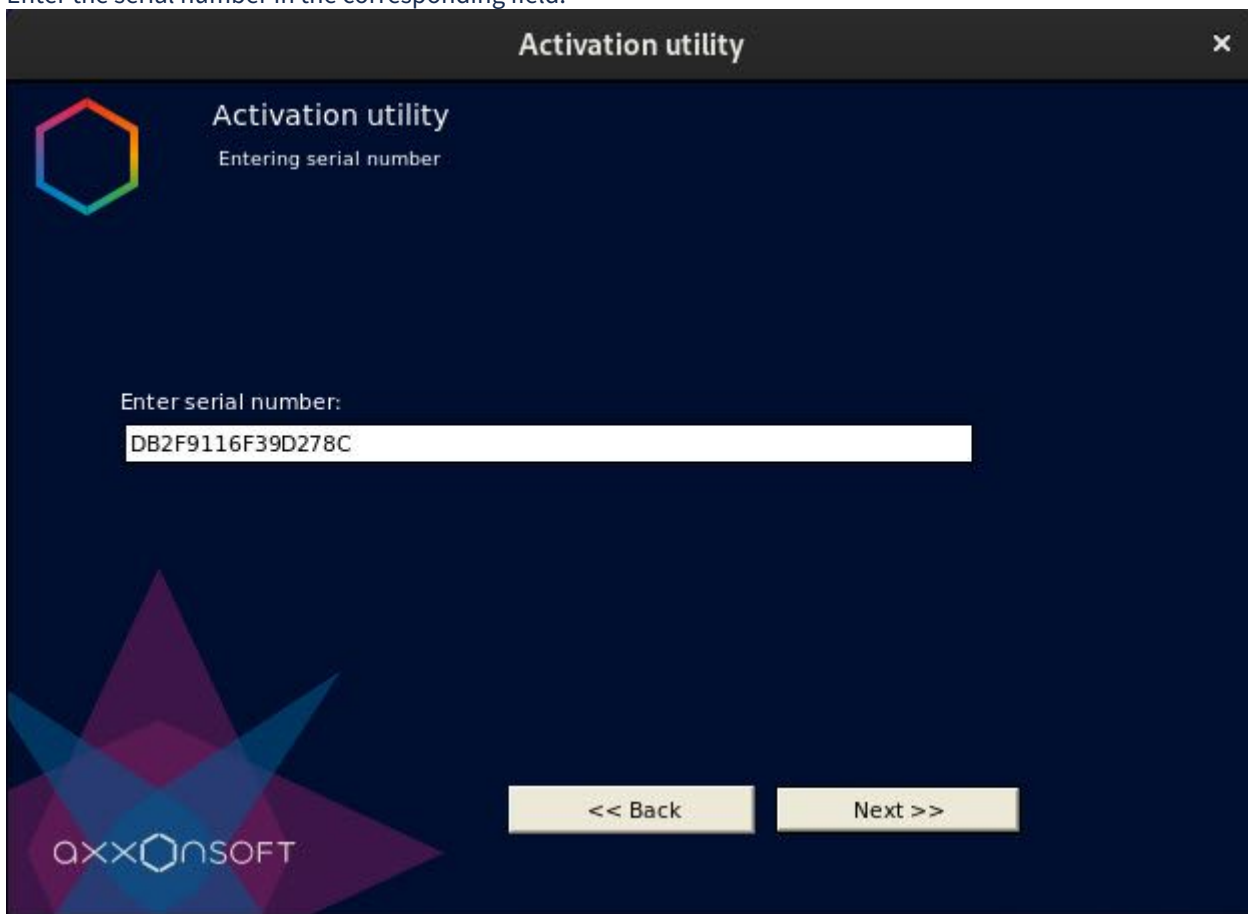 Enter the serial number in the corresponding field.
Activation utility ×
Activation utility
Entering serial number
Enter serial number:
DB2F9116F39D278C
<< Back Next >>
axxonsoft